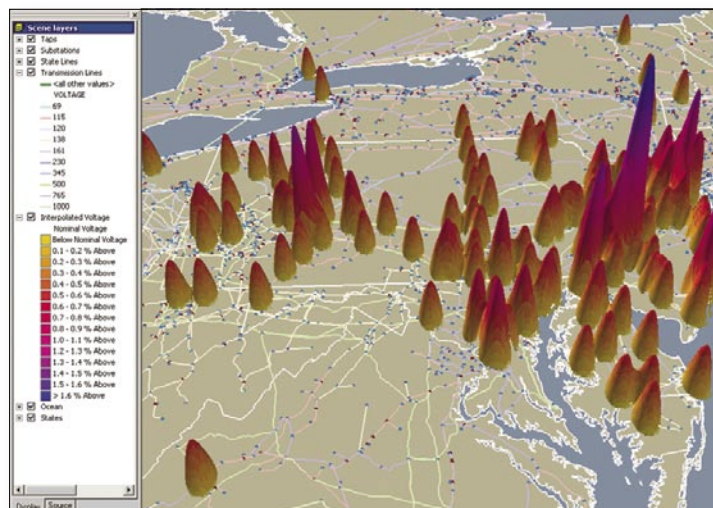 Scene layers
Taps
Substations
State Lines
Transmission Lines
<all other values>
VOLTAGE
69
115
120
138
161
230
345
500
765
1000
Interpolated Voltage
Nominal Voltage
Below Nominal Voltage
0.1 - 0.2 % Above
0.2 - 0.3% Above
0.3 - 0.4% Above
0.4 - 0.5% Above
0.5 - 0.6% Above
0.6 - 0.7% Above
0.7 - 0.8% Above
0.8 - 0.9% Above
1.0 - 1.1 % Above
1.2 - 1.3 % Above
1.3 - 1.4% Above
1.4 - 1.5% Above
1.5 - 1.6% Above
> 1.6 % Above
Ocean
States
Display Source